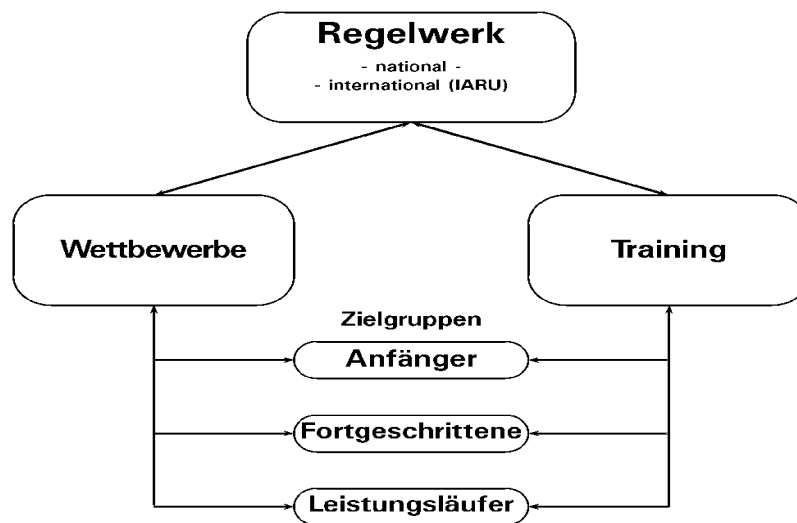 Regelwerk
- national -
- international (IARU)
Wettbewerbe
Training
Zielgruppen
Anfänger
Fortgeschrittene
Leistungsläufer